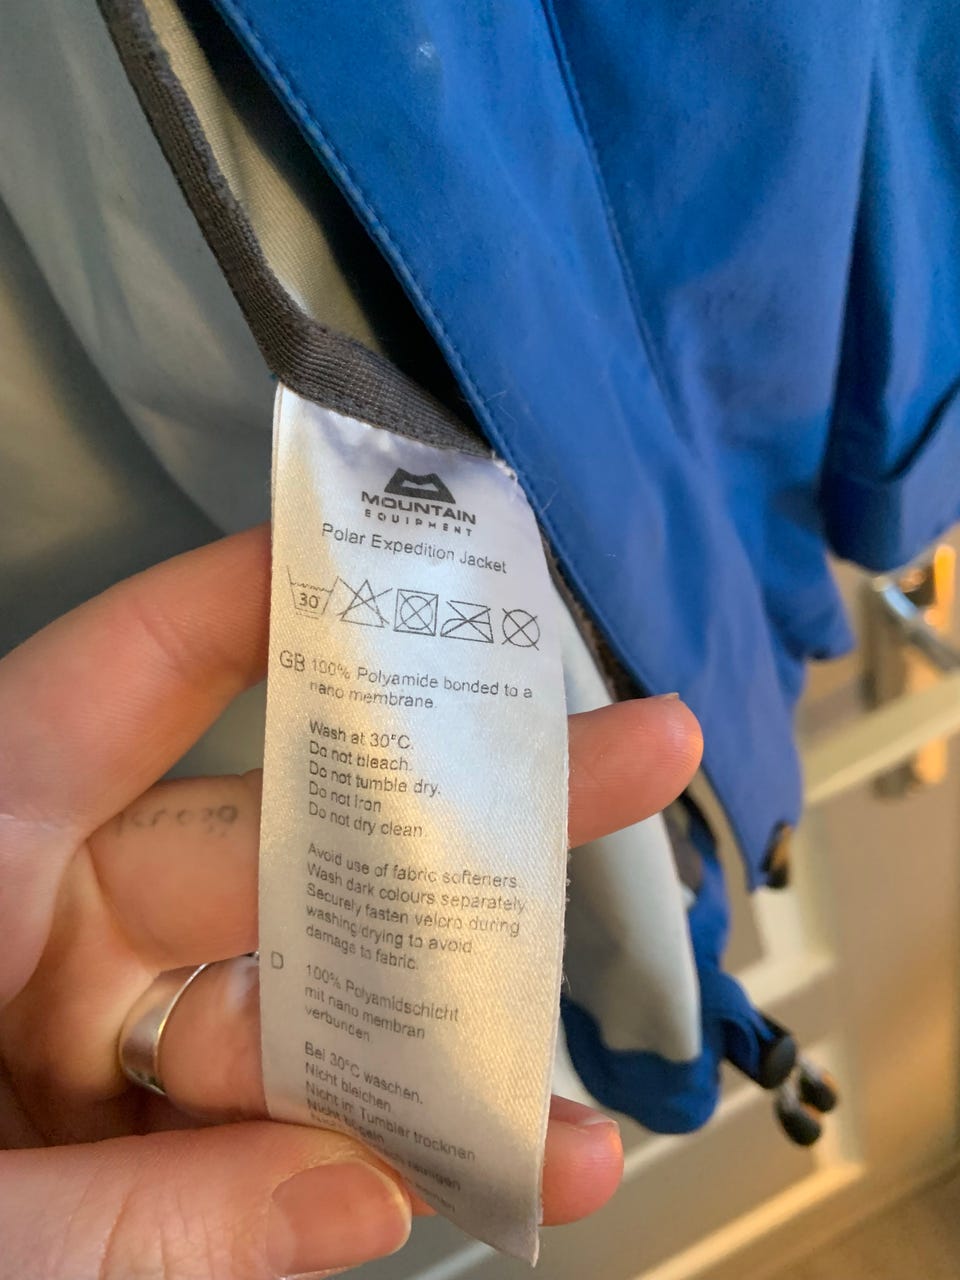 MOUNTAIN
EQUIPMENT
Polar Expedition Jacket
30
GB 100% Polyamide bonded to a
nano membrane.
Wash at 30°C.
Do not bleach.
Do not tumble dry.
Do not Iron
Do not dry clean.
Avoid use of fabric softeners.
Wash dark colours separately.
Securely fasten velcro during
washing/drying to avoid
damage to fabric.
D 100% Polyamidschicht
mit nano membran
verbunden.
Bei 30°C waschen.
Nicht bleichen.
Nicht im Tumbler trocknen
Nicht bügeln
reinigen